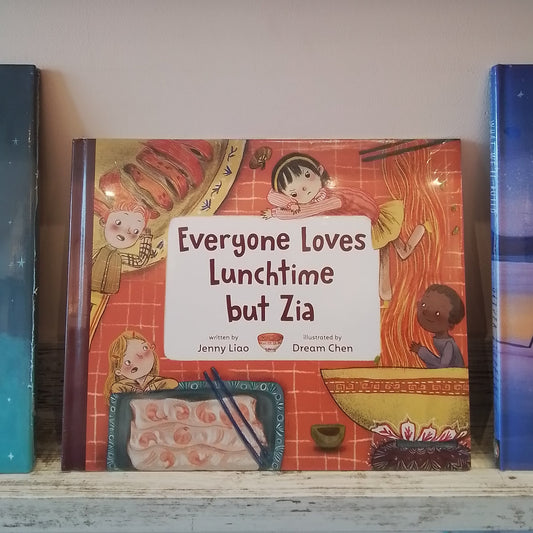 Everyone Loves
Lunchtime
but Zia
written by
Jenny Liao
illustrated by
Dream Chen